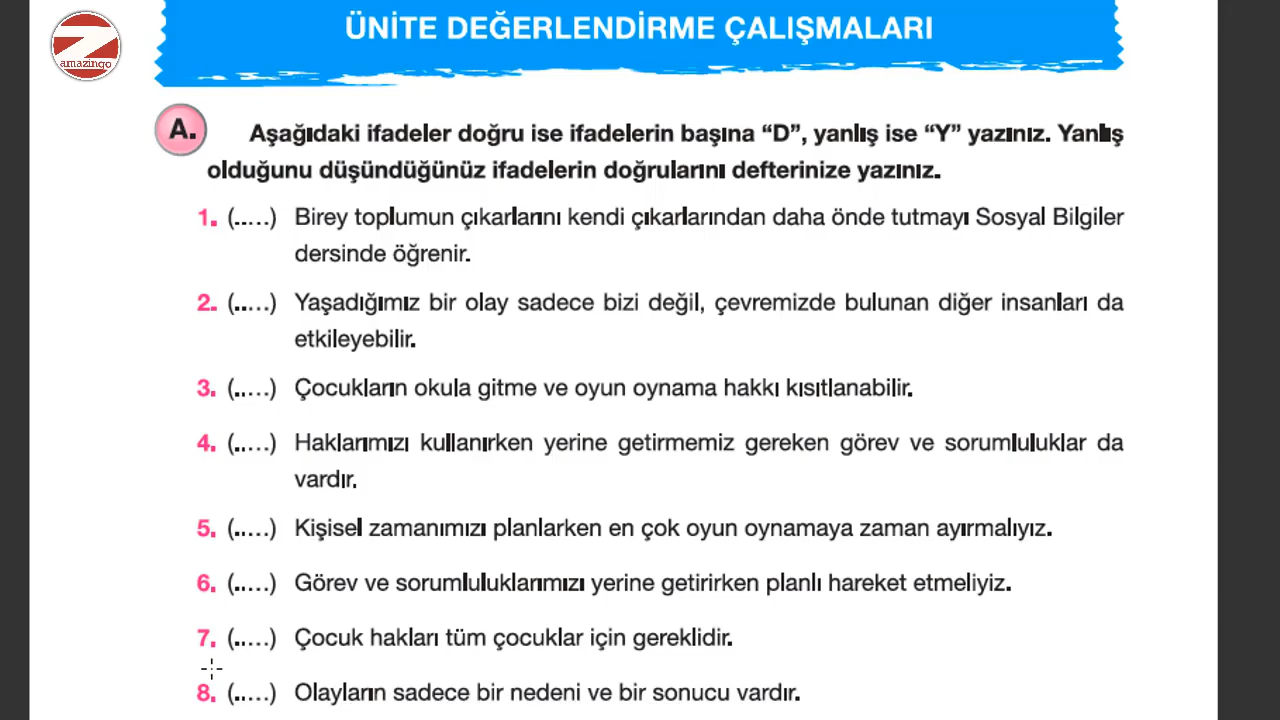 amazingo
ÜNİTE DEĞERLENDİRME ÇALIŞMALARI
A. Aşağıdaki ifadeler doğru ise ifadelerin başına “D”, yanlış ise “Y” yazınız. Yanlış
olduğunu düşündüğünüz ifadelerin doğrularını defterinize yazınız.
1. (.....) Birey toplumun çıkarlarını kendi çıkarlarından daha önde tutmayı Sosyal Bilgiler
dersinde öğrenir.
2. (.....) Yaşadığımız bir olay sadece bizi değil, çevremizde bulunan diğer insanları da
etkileyebilir.
3. (.....) Çocukların okula gitme ve oyun oynama hakkı kısıtlanabilir.
4. (.....) Haklarımızı kullanırken yerine getirmemiz gereken görev ve sorumluluklar da
vardır.
5. (.....) Kişisel zamanımızı planlarken en çok oyun oynamaya zaman ayırmalıyız.
6. (.....) Görev ve sorumluluklarımızı yerine getirirken planlı hareket etmeliyiz.
7. (.....) Çocuk hakları tüm çocuklar için gereklidir.
8. (.....) Olayların sadece bir nedeni ve bir sonucu vardır.